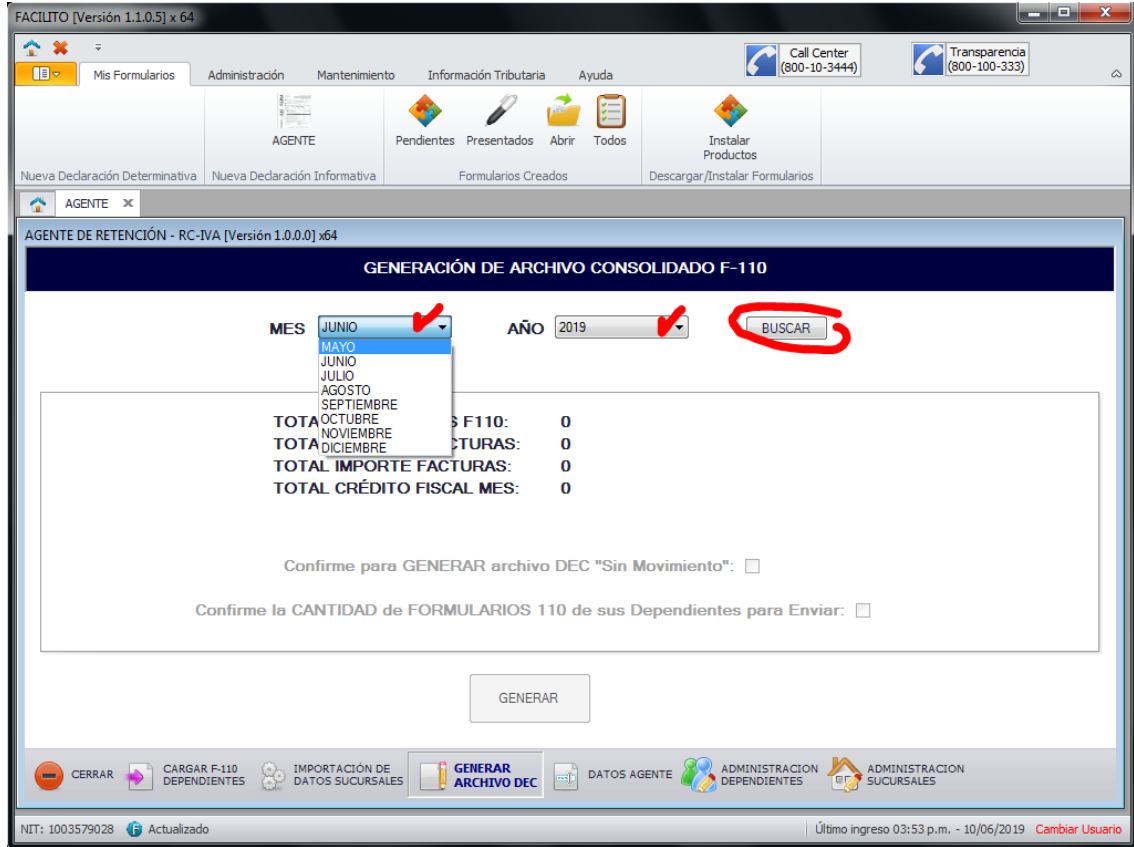 FACILITO [Versión 1.1.0.5] x 64
Call Center
(800-10-3444)
Transparencia
(800-100-333)
Mis Formularios Administración Mantenimiento Información Tributaria Ayuda
AGENTE Pendientes Presentados Abrir Todos Instalar
Productos
Nueva Declaración Determinativa Nueva Declaración Informativa Formularios Creados Descargar/Instalar Formularios
AGENTE
AGENTE DE RETENCIÓN - RC-IVA [Versión 1.0.0.0] x64
GENERACIÓN DE ARCHIVO CONSOLIDADO F-110
MES JUNIO AÑO 2019 BUSCAR
MAYO
JUNIO
JULIO
AGOSTO
SEPTIEMBRE
OCTUBRE
NOVIEMBRE
DICIEMBRE
F110: 0
0
TOTAL IMPORTE FACTURAS: 0
TOTAL CRÉDITO FISCAL MES: 0
Confirme para GENERAR archivo DEC "Sin Movimiento":
Confirme la CANTIDAD de FORMULARIOS 110 de sus Dependientes para Enviar:
GENERAR
CERRAR
CARGAR F-110
DEPENDIENTES
IMPORTACIÓN DE
DATOS SUCURSALES
GENERAR
ARCHIVO DEC
DATOS AGENTE
ADMINISTRACION
DEPENDIENTES
ADMINISTRACION
SUCURSALES
NIT: 1003579028 Actualizado Último ingreso 03:53 p.m. - 10/06/2019 Cambiar Usuario